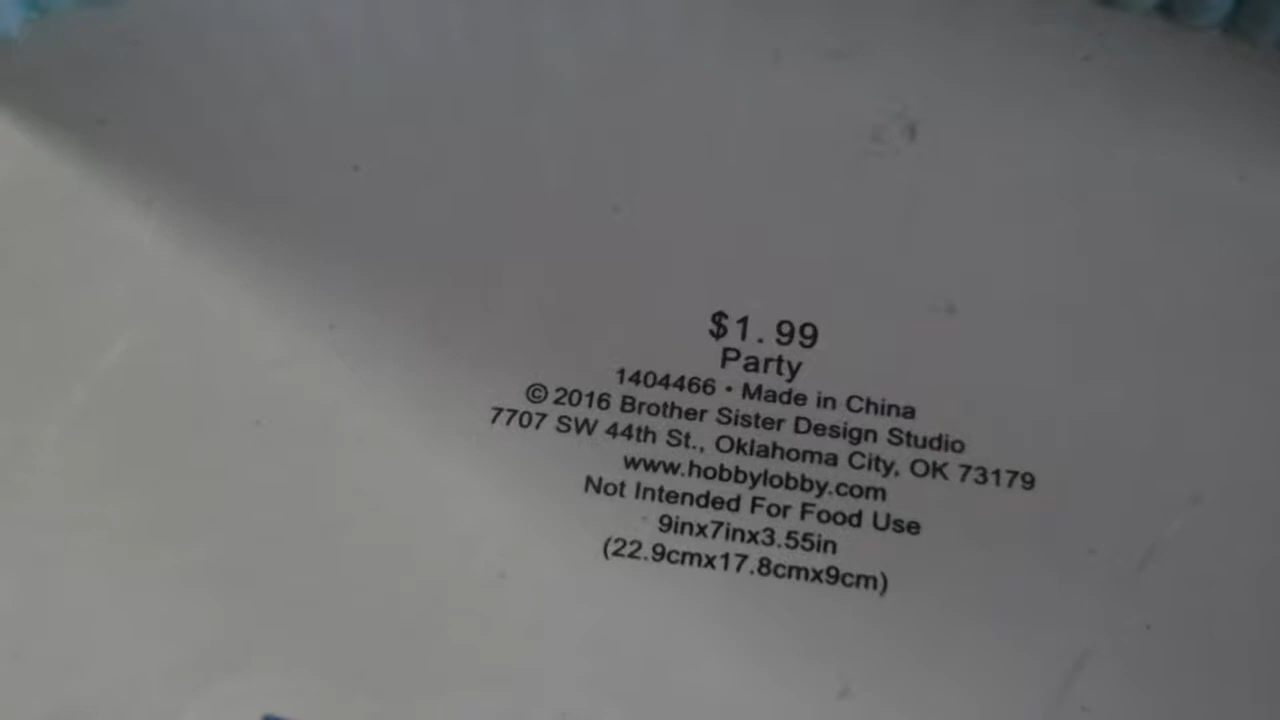 $1.99
Party
1404466 • Made in China
© 2016 Brother Sister Design Studio
7707 SW 44th St., Oklahoma City, OK 73179
www.hobbylobby.com
Not Intended For Food Use
9inx7inx3.55in
(22.9cmx17.8cmx9cm)